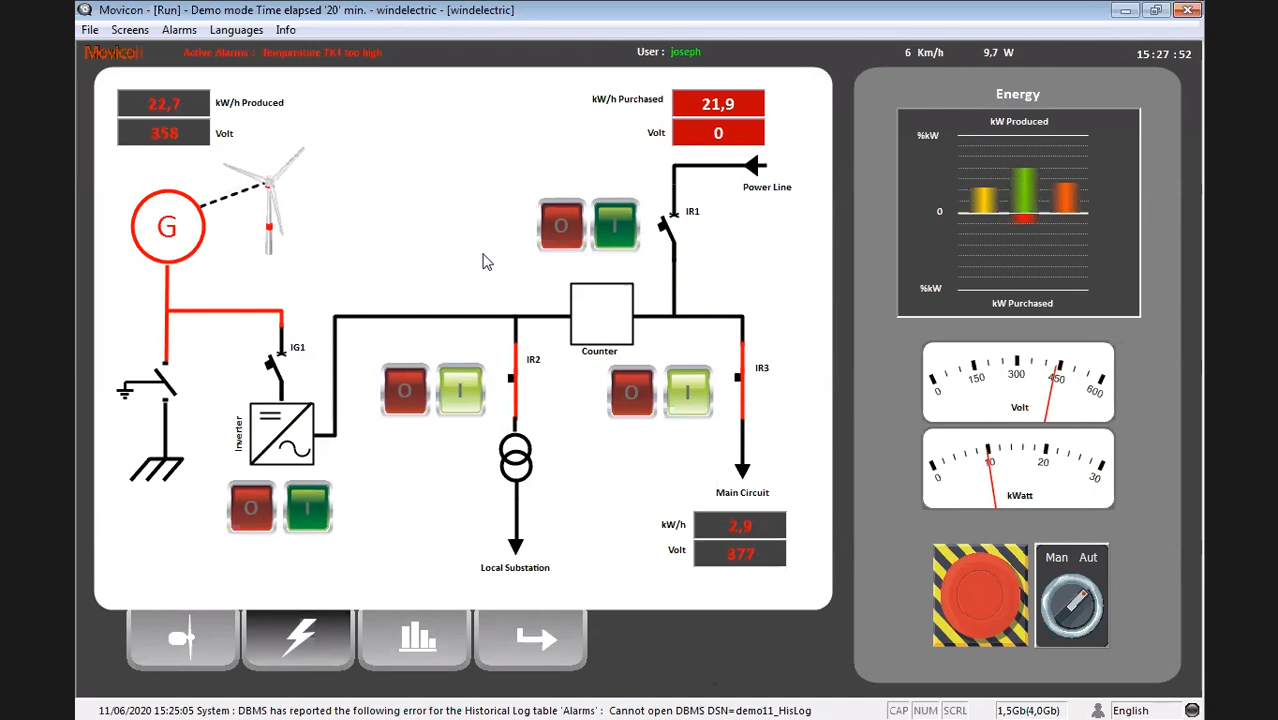 Movicon - [Run] - Demo mode Time elapsed '20' min. - windelectric - [windelectric]
File Screens Alarms Languages Info
Movicon Active Alarms : Temperature TK1 too high User : joseph 6 Km/h 9,7 W 15:27:52
22,7 kW/h Produced
358 Volt
kW/h Purchased 21,9
Volt 0
Power Line
IR1
O I
G
IG1
Counter
IR2
IR3
O I
O I
Inverter
O I
Main Circuit
kW/h 2,9
Volt 377
Local Substation
Energy
kW Produced
%kW
0
%kW
kW Purchased
0 150 300 450 600
Volt
0 10 20 30
kWatt
Man Aut
11/06/2020 15:25:05 System : DBMS has reported the following error for the Historical Log table 'Alarms' : Cannot open DBMS DSN=demo11_HisLog
CAP NUM SCRL 1,5Gb(4,0Gb) English